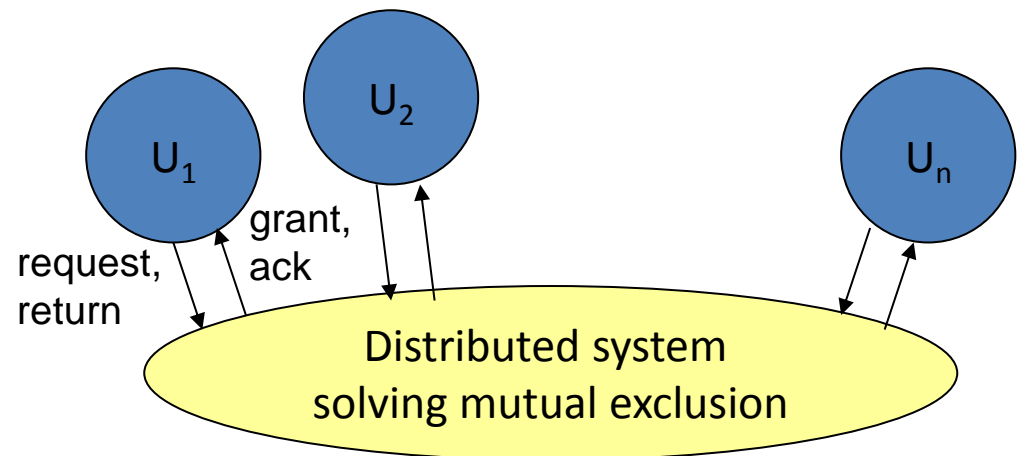 U₁
U₂
Uₙ
request,
return
grant,
ack
Distributed system
solving mutual exclusion